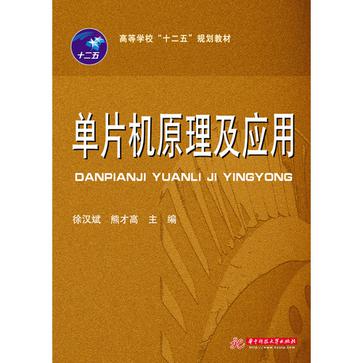 高等学校“十二五”规划教材
十二五
单片机原理及应用
DANPIANJI YUANLI JI YINGYONG
徐汉斌 熊才高 主 编
华中科技大学出版社